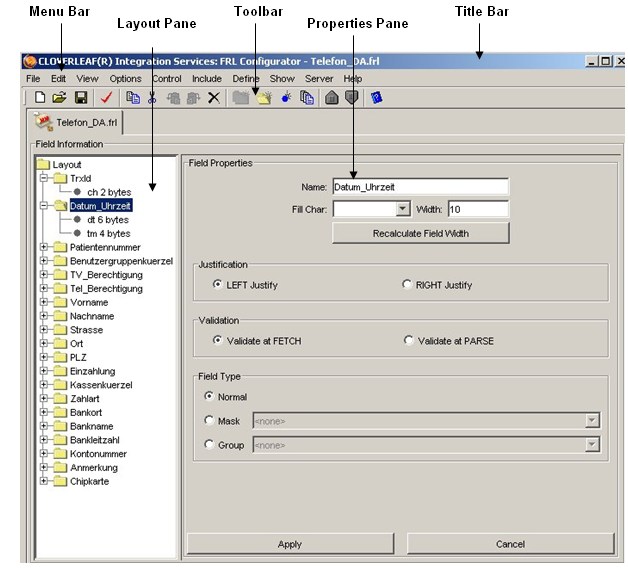 Menu Bar Layout Pane Toolbar Properties Pane Title Bar
CLOVERLEAF(R) Integration Services: FRL Configurator - Telefon_DA.frl
File Edit View Options Control Include Define Show Server Help
Telefon_DA.frl
Field Information
Layout
TrxId
ch 2 bytes
Datum_Uhrzeit
dt 6 bytes
tm 4 bytes
Patientennummer
Benutzergruppenkuerzel
TV_Berechtigung
Tel_Berechtigung
Vorname
Nachname
Strasse
Ort
PLZ
Einzahlung
Kassenkuerzel
Zahlart
Bankort
Bankname
Bankleitzahl
Kontonummer
Anmerkung
Chipkarte
Field Properties
Name: Datum_Uhrzeit
Fill Char: Width: 10
Recalculate Field Width
Justification
LEFT Justify RIGHT Justify
Validation
Validate at FETCH Validate at PARSE
Field Type
Normal
Mask <none>
Group <none>
Apply Cancel